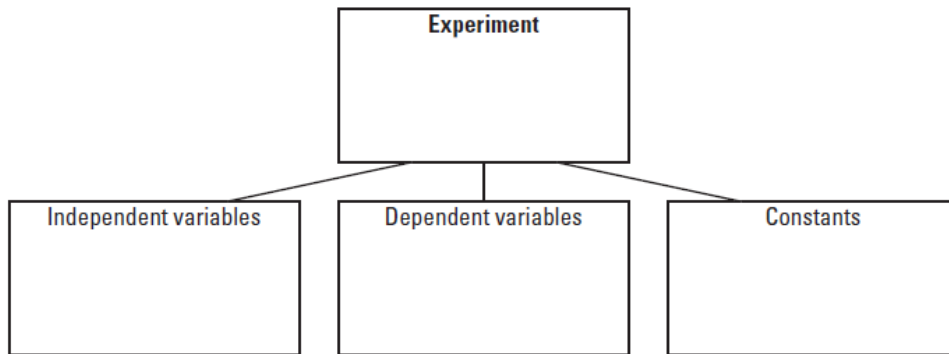 Experiment
Independent variables
Dependent variables
Constants